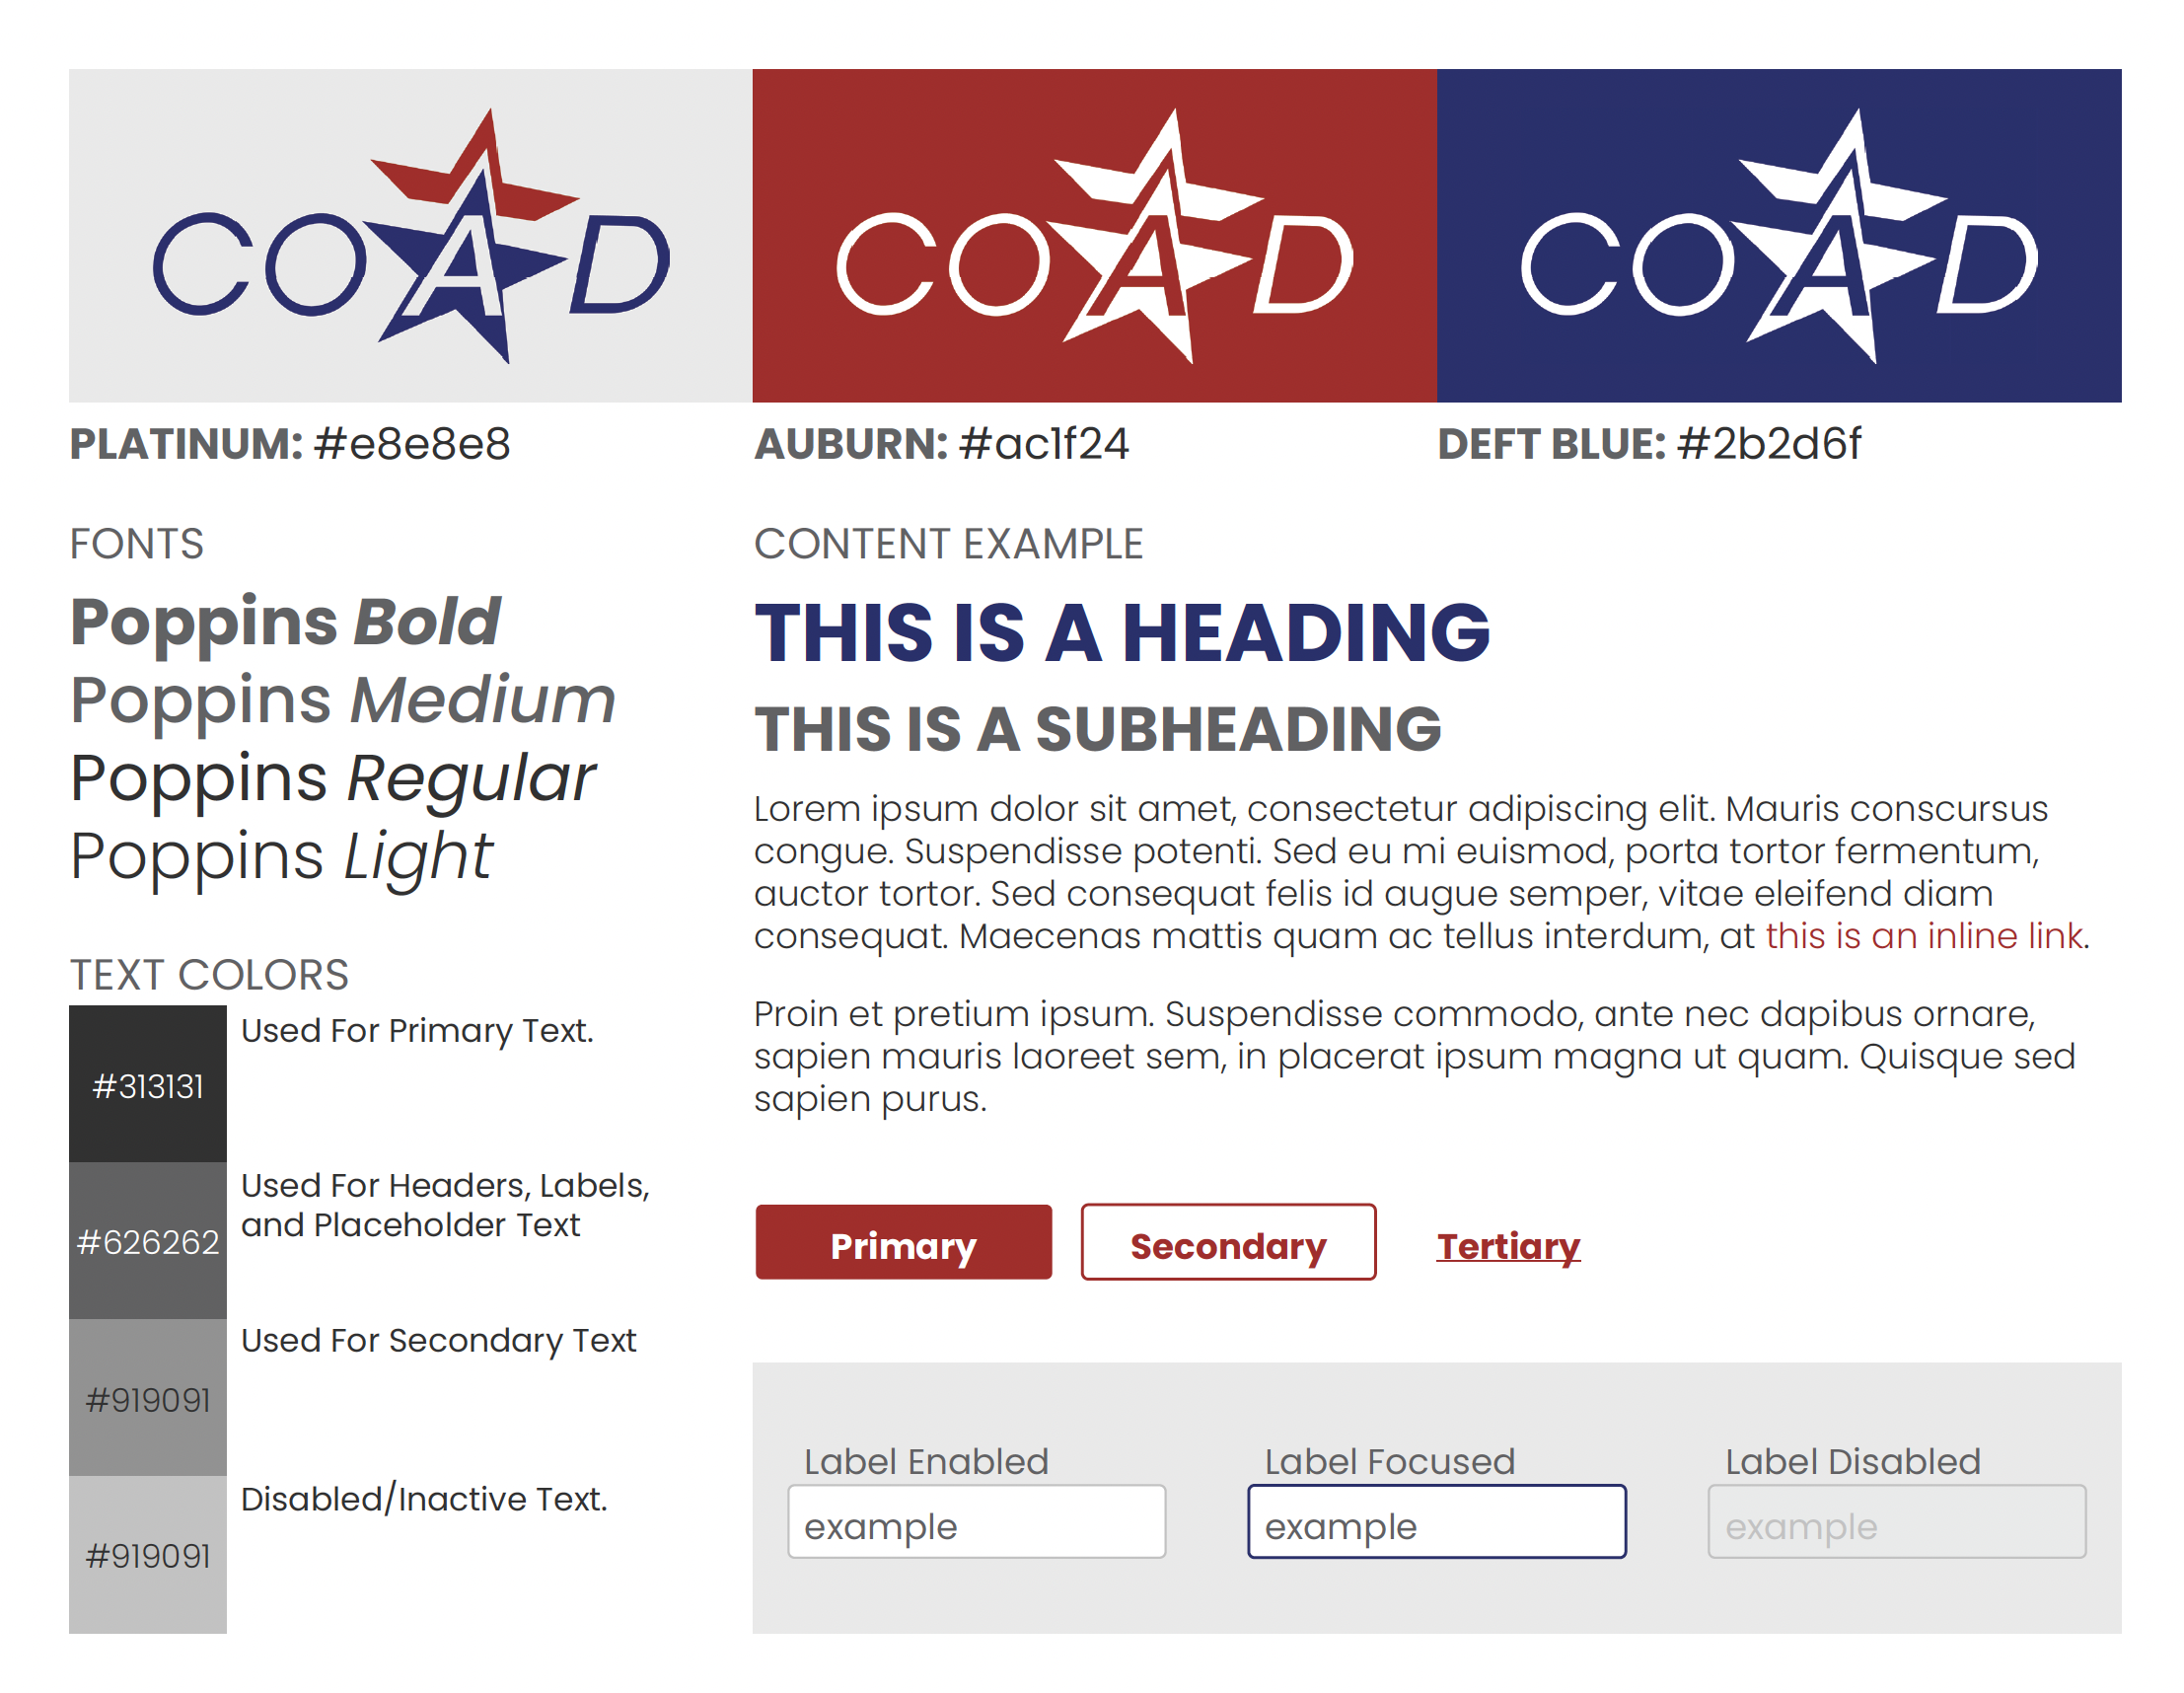 COAD
COAD
COAD
PLATINUM: #e8e8e8
AUBURN: #ac1f24
DEFT BLUE: #2b2d6f
FONTS
Poppins Bold
Poppins Medium
Poppins Regular
Poppins Light
TEXT COLORS
#313131
Used For Primary Text.
#626262
Used For Headers, Labels,
and Placeholder Text
#919091
Used For Secondary Text
#919091
Disabled/Inactive Text.
CONTENT EXAMPLE
THIS IS A HEADING
THIS IS A SUBHEADING
Lorem ipsum dolor sit amet, consectetur adipiscing elit. Mauris conscursus
congue. Suspendisse potenti. Sed eu mi euismod, porta tortor fermentum,
auctor tortor. Sed consequat felis id augue semper, vitae eleifend diam
consequat. Maecenas mattis quam ac tellus interdum, at this is an inline link.
Proin et pretium ipsum. Suspendisse commodo, ante nec dapibus ornare,
sapien mauris laoreet sem, in placerat ipsum magna ut quam. Quisque sed
sapien purus.
Primary
Secondary
Tertiary
Label Enabled
example
Label Focused
example
Label Disabled
example